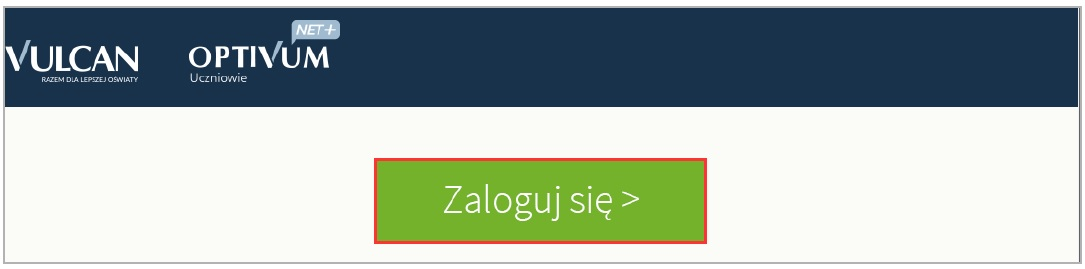 VULCAN
RAZEM DLA LEPSZEJ OŚWIATY
NET+
OPTIVUM
Uczniowie
Zaloguj się >